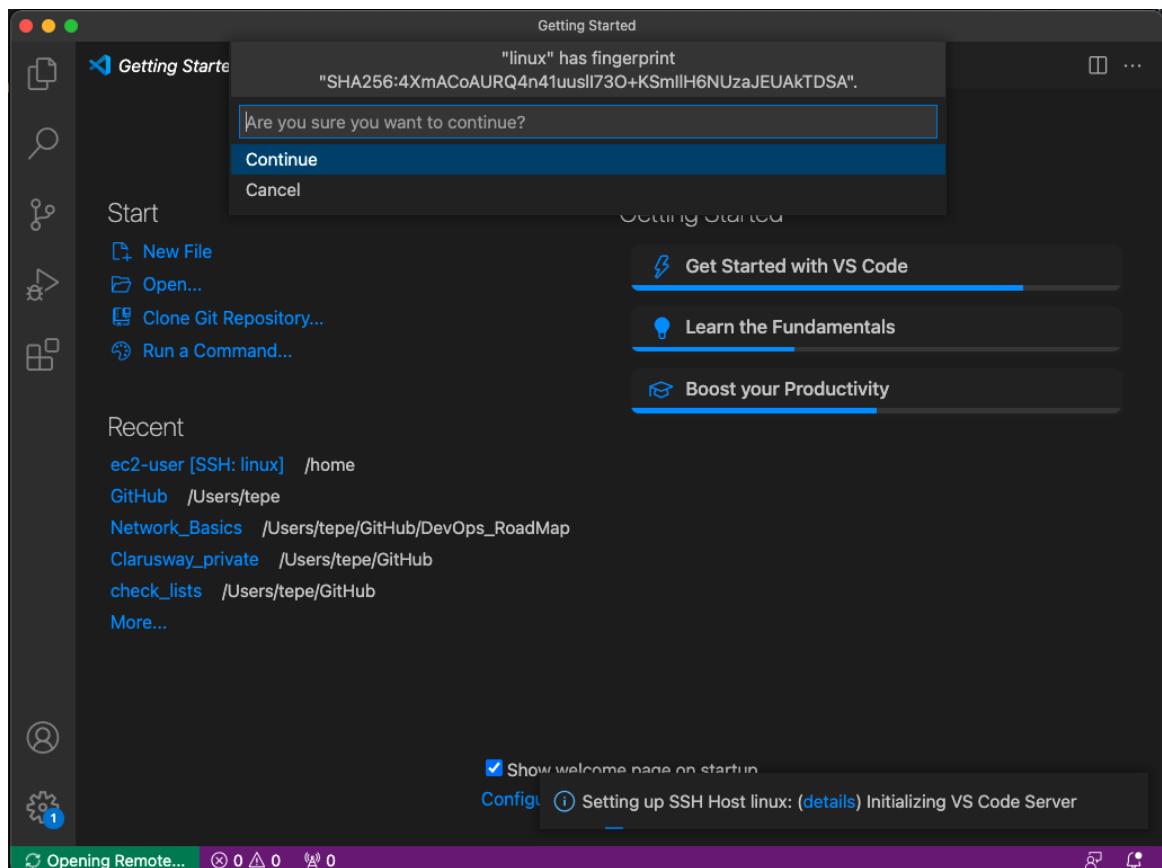 Getting Started
Getting Starte
"linux" has fingerprint
"SHA256:4XmACoAURQ4n41uuslI73O+KSmIlH6NUzaJEUAkTDSA".
Are you sure you want to continue?
Continue
Cancel
Start
New File
Open...
Clone Git Repository...
Run a Command...
Recent
ec2-user [SSH: linux] /home
GitHub /Users/tepe
Network_Basics /Users/tepe/GitHub/DevOps_RoadMap
Clarusway_private /Users/tepe/GitHub
check_lists /Users/tepe/GitHub
More...
Getting Started
Get Started with VS Code
Learn the Fundamentals
Boost your Productivity
Show welcome page on startup
Configu
Setting up SSH Host linux: (details) Initializing VS Code Server
1
Opening Remote... 0 0 0